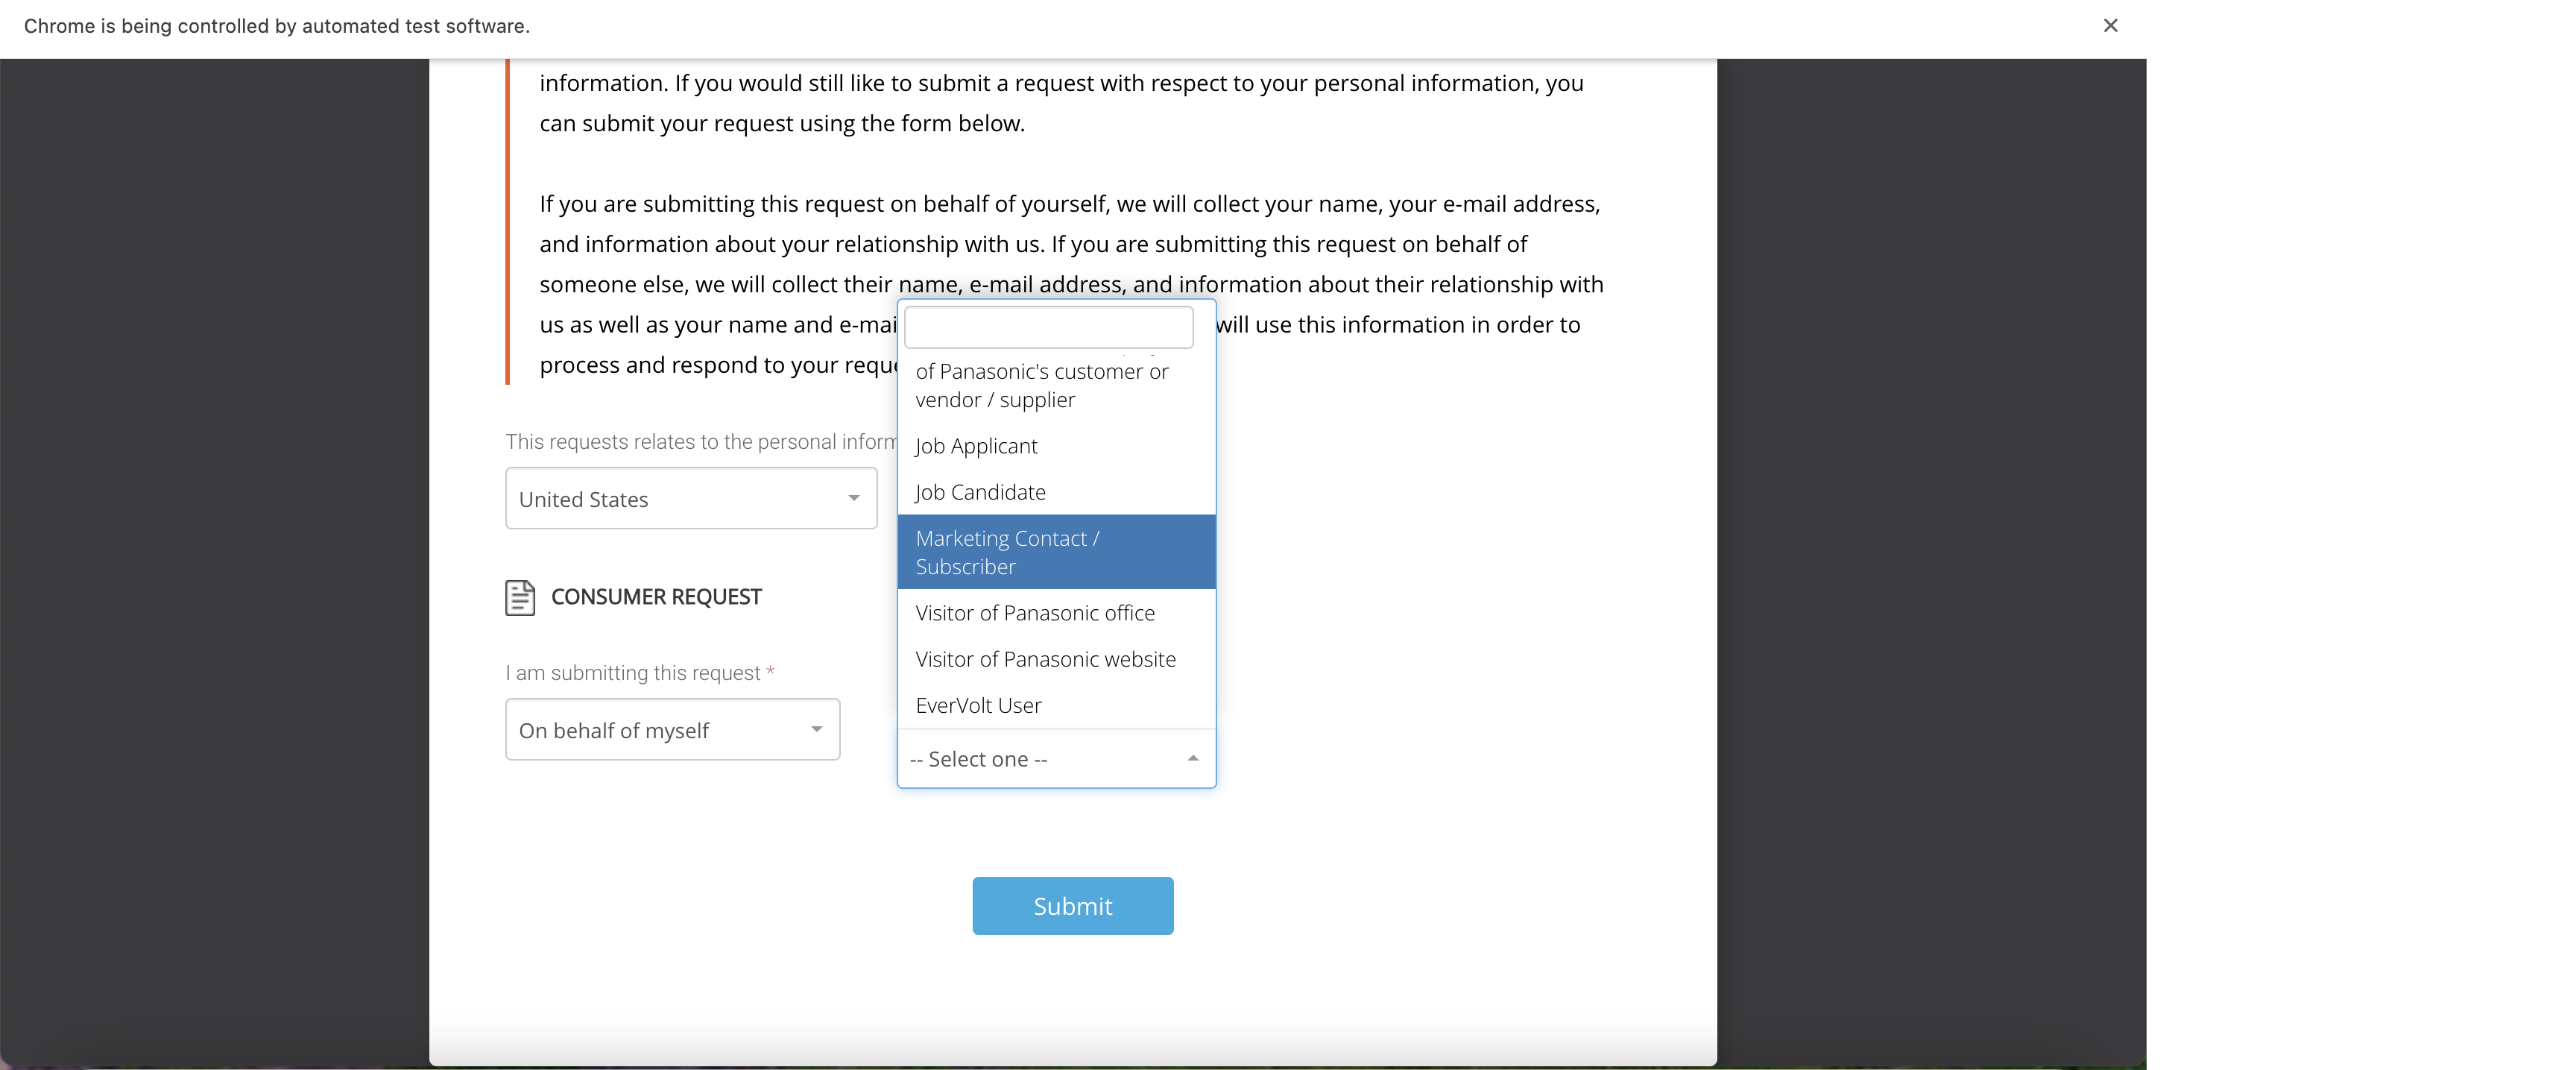 Chrome is being controlled by automated test software.
information. If you would still like to submit a request with respect to your personal information, you
can submit your request using the form below.
If you are submitting this request on behalf of yourself, we will collect your name, your e-mail address,
and information about your relationship with us. If you are submitting this request on behalf of
someone else, we will collect their name, e-mail address, and information about their relationship with
us as well as your name and e-mai will use this information in order to
process and respond to your reque
of Panasonic's customer or
vendor / supplier
Job Applicant
Job Candidate
Marketing Contact /
Subscriber
Visitor of Panasonic office
Visitor of Panasonic website
EverVolt User
-- Select one --
This requests relates to the personal inform
United States
CONSUMER REQUEST
I am submitting this request *
On behalf of myself
Submit